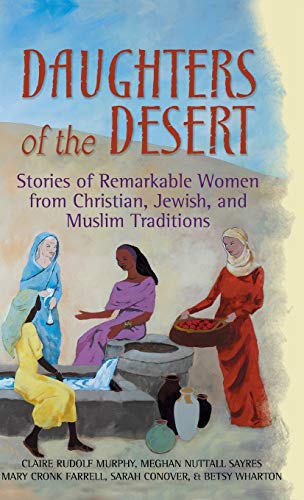 DAUGHTERS
of the DESERT
Stories of Remarkable Women
from Christian, Jewish, and
Muslim Traditions
CLAIRE RUDOLF MURPHY, MEGHAN NUTTALL SAYRES
MARY CRONK FARRELL, SARAH CONOVER, & BETSY WHARTON